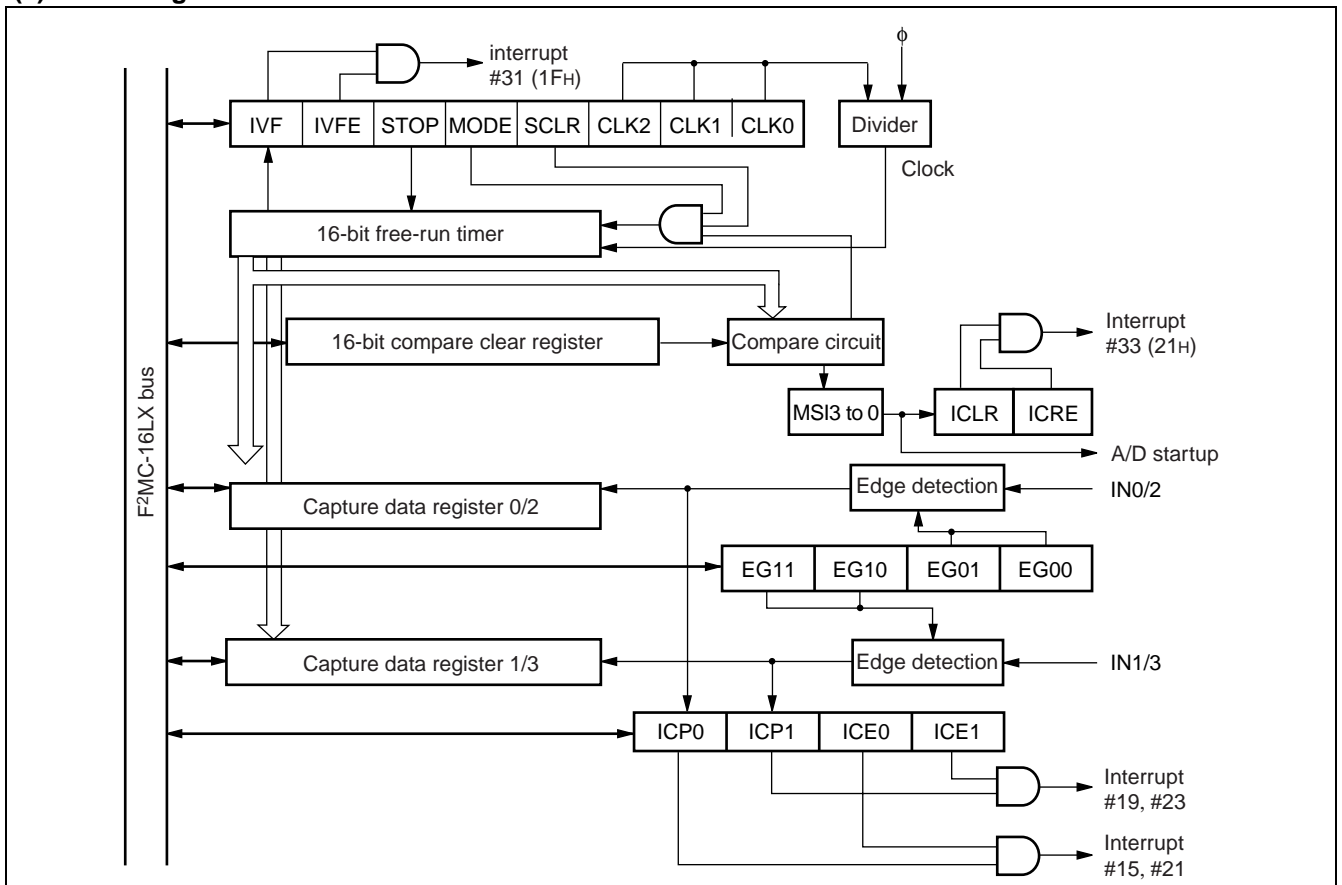 φ
interrupt
#31 (1FH)
IVF IVFE STOP MODE SCLR CLK2 CLK1 CLK0
Divider
Clock
16-bit free-run timer
16-bit compare clear register
Compare circuit
Interrupt
#33 (21H)
MSI3 to 0
ICLR ICRE
A/D startup
F²MC-16LX bus
Capture data register 0/2
Edge detection
IN0/2
EG11 EG10 EG01 EG00
Capture data register 1/3
Edge detection
IN1/3
ICP0 ICP1 ICE0 ICE1
Interrupt
#19, #23
Interrupt
#15, #21